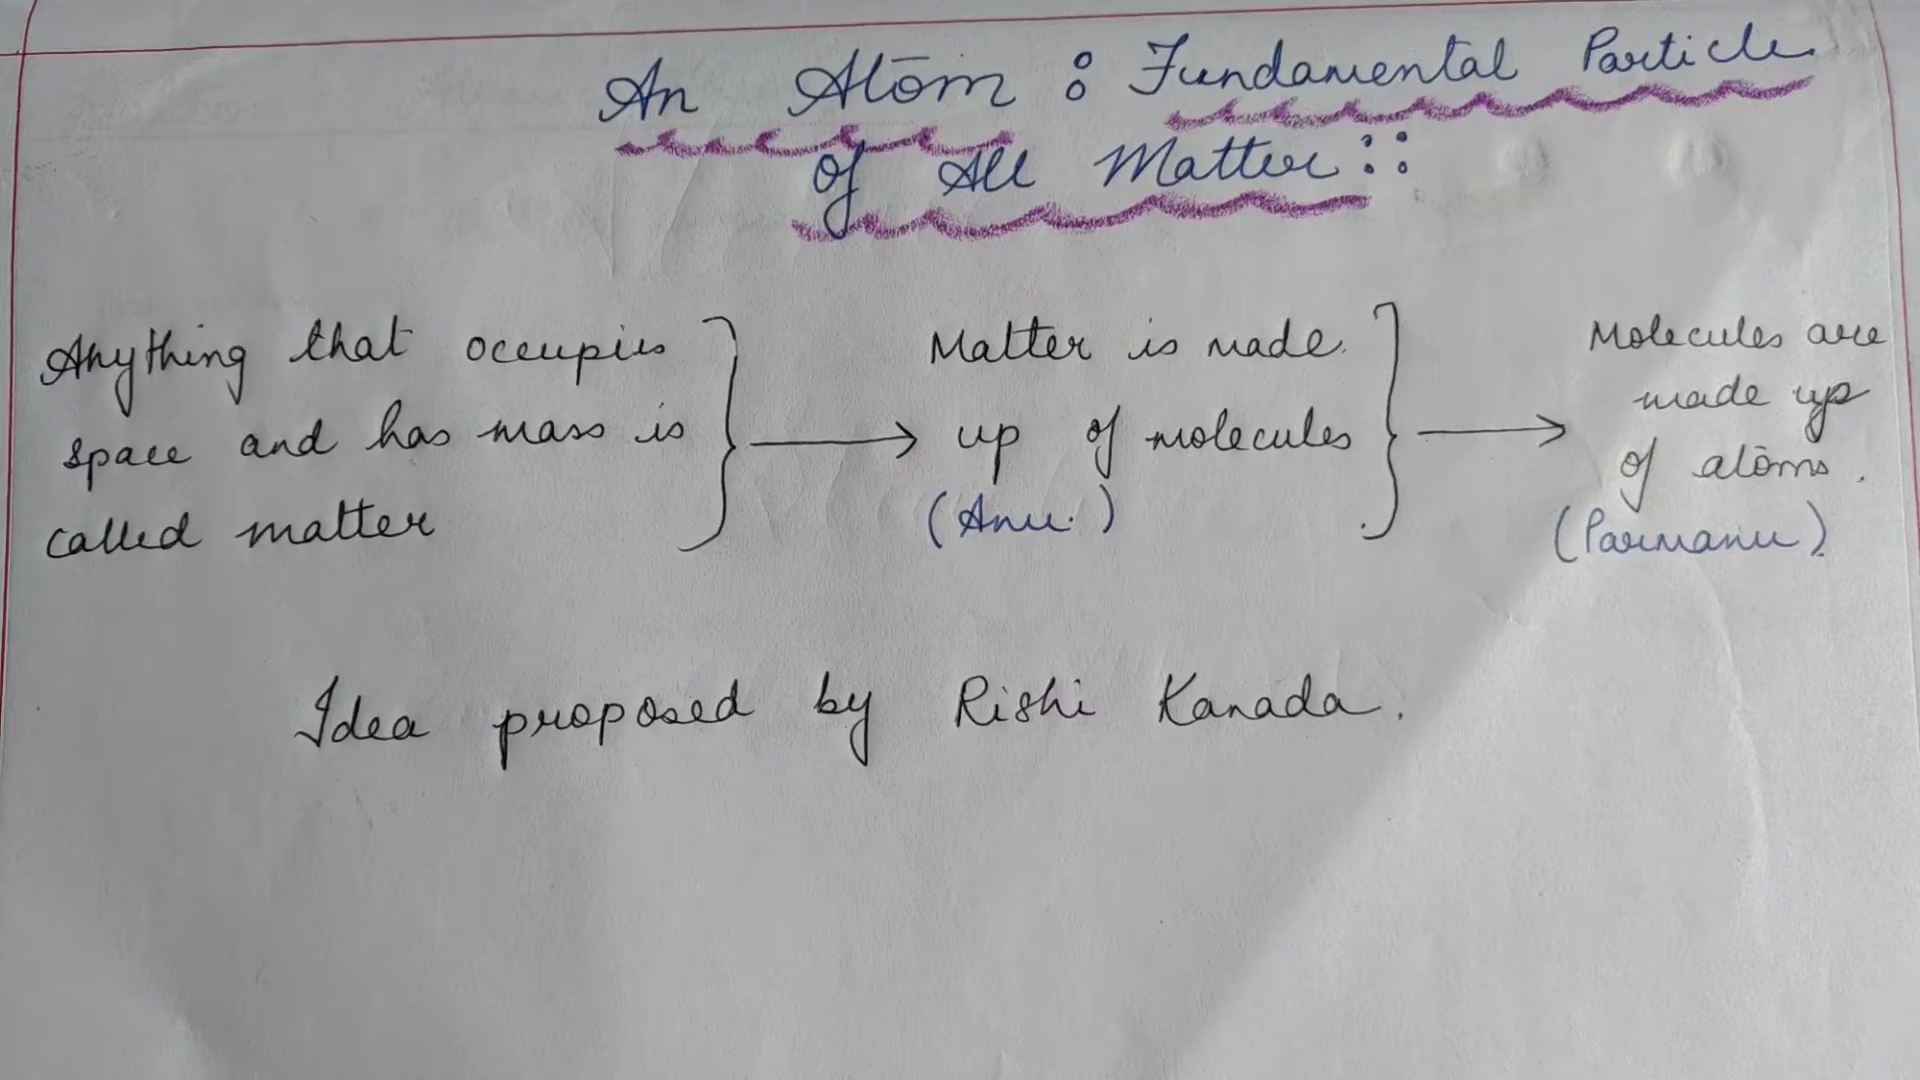 An Atom : Fundamental Particle
of All Matter ::
Anything that occupies
space and has mass is
called matter
Matter is made
up of molecules
(Anu.)
Molecules are
made up
of atoms.
(Parmanu)
Idea proposed by Rishi Kanada.